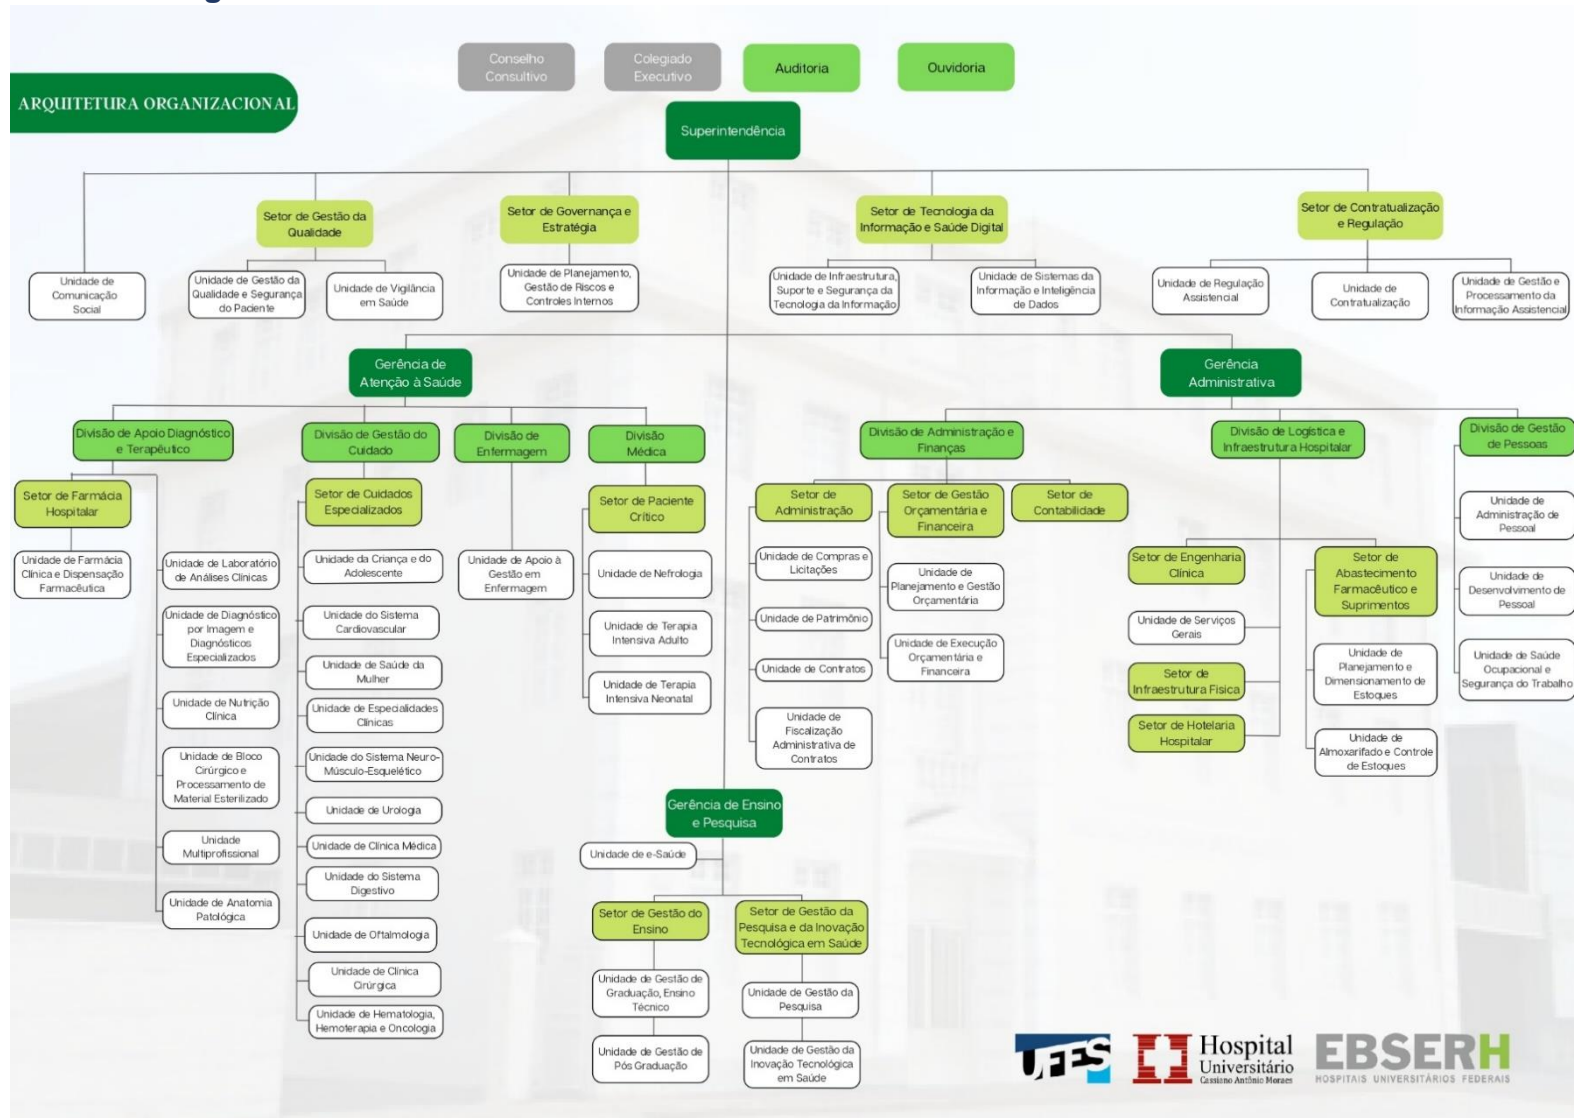 Conselho
Consultivo
Colegiado
Executivo
Auditoria
Ouvidoria
ARQUITETURA ORGANIZACIONAL
Superintendência
Setor de Gestão da
Qualidade
Setor de Governança e
Estratégia
Setor de Tecnologia da
Informação e Saúde Digital
Setor de Contratualização
e Regulação
Unidade de
Comunicação
Social
Unidade de Gestão da
Qualidade e Segurança
do Paciente
Unidade de Vigilância
em Saúde
Unidade de Planejamento,
Gestão de Riscos e
Controles Internos
Unidade de Infraestrutura,
Suporte e Segurança da
Tecnologia da Informação
Unidade de Sistemas da
Informação e Inteligência
de Dados
Unidade de Regulação
Assistencial
Unidade de
Contratualização
Unidade de Gestão e
Processamento da
Informação Assistencial
Gerência de
Atenção à Saúde
Gerência
Administrativa
Divisão de Apoio Diagnóstico
e Terapêutico
Divisão de Gestão do
Cuidado
Divisão de
Enfermagem
Divisão
Médica
Divisão de Administração e
Finanças
Divisão de Logística e
Infraestrutura Hospitalar
Divisão de Gestão
de Pessoas
Setor de Farmácia
Hospitalar
Unidade de Farmácia
Clínica e Dispensação
Farmacêutica
Unidade de Laboratório
de Análises Clínicas
Unidade de Diagnóstico
por Imagem e
Diagnósticos
Especializados
Unidade de Nutrição
Clínica
Unidade de Bloco
Cirúrgico e
Processamento de
Material Esterilizado
Unidade
Multiprofissional
Unidade de Anatomia
Patológica
Setor de Cuidados
Especializados
Unidade da Criança e do
Adolescente
Unidade do Sistema
Cardiovascular
Unidade de Saúde da
Mulher
Unidade de Especialidades
Clínicas
Unidade do Sistema Neuro-
Músculo-Esquelético
Unidade de Urologia
Unidade de Clínica Médica
Unidade do Sistema
Digestivo
Unidade de Oftalmologia
Unidade de Clínica
Cirúrgica
Unidade de Hematologia,
Hemoterapia e Oncologia
Unidade de Apoio à
Gestão em
Enfermagem
Setor de Paciente
Crítico
Unidade de Nefrologia
Unidade de Terapia
Intensiva Adulto
Unidade de Terapia
Intensiva Neonatal
Setor de
Administração
Unidade de Compras e
Licitações
Unidade de Patrimônio
Unidade de Contratos
Unidade de
Fiscalização
Administrativa de
Contratos
Setor de Gestão
Orçamentária e
Financeira
Unidade de
Planejamento e Gestão
Orçamentária
Unidade de Execução
Orçamentária e
Financeira
Setor de
Contabilidade
Setor de Engenharia
Clínica
Unidade de Serviços
Gerais
Setor de
Infraestrutura Física
Setor de Hotelaria
Hospitalar
Setor de
Abastecimento
Farmacêutico e
Suprimentos
Unidade de
Planejamento e
Dimensionamento de
Estoques
Unidade de
Almoxarifado e Controle
de Estoques
Unidade de
Administração de
Pessoal
Unidade de
Desenvolvimento de
Pessoal
Unidade de Saúde
Ocupacional e
Segurança do Trabalho
Gerência de Ensino
e Pesquisa
Unidade de e-Saúde
Setor de Gestão do
Ensino
Unidade de Gestão de
Graduação, Ensino
Técnico
Unidade de Gestão de
Pós Graduação
Setor de Gestão da
Pesquisa e da Inovação
Tecnológica em Saúde
Unidade de Gestão da
Pesquisa
Unidade de Gestão da
Inovação Tecnológica
em Saúde
UFES
Hospital
Universitário
Cassiano Antônio Moraes
EBSERH
HOSPITAIS UNIVERSITÁRIOS FEDERAIS